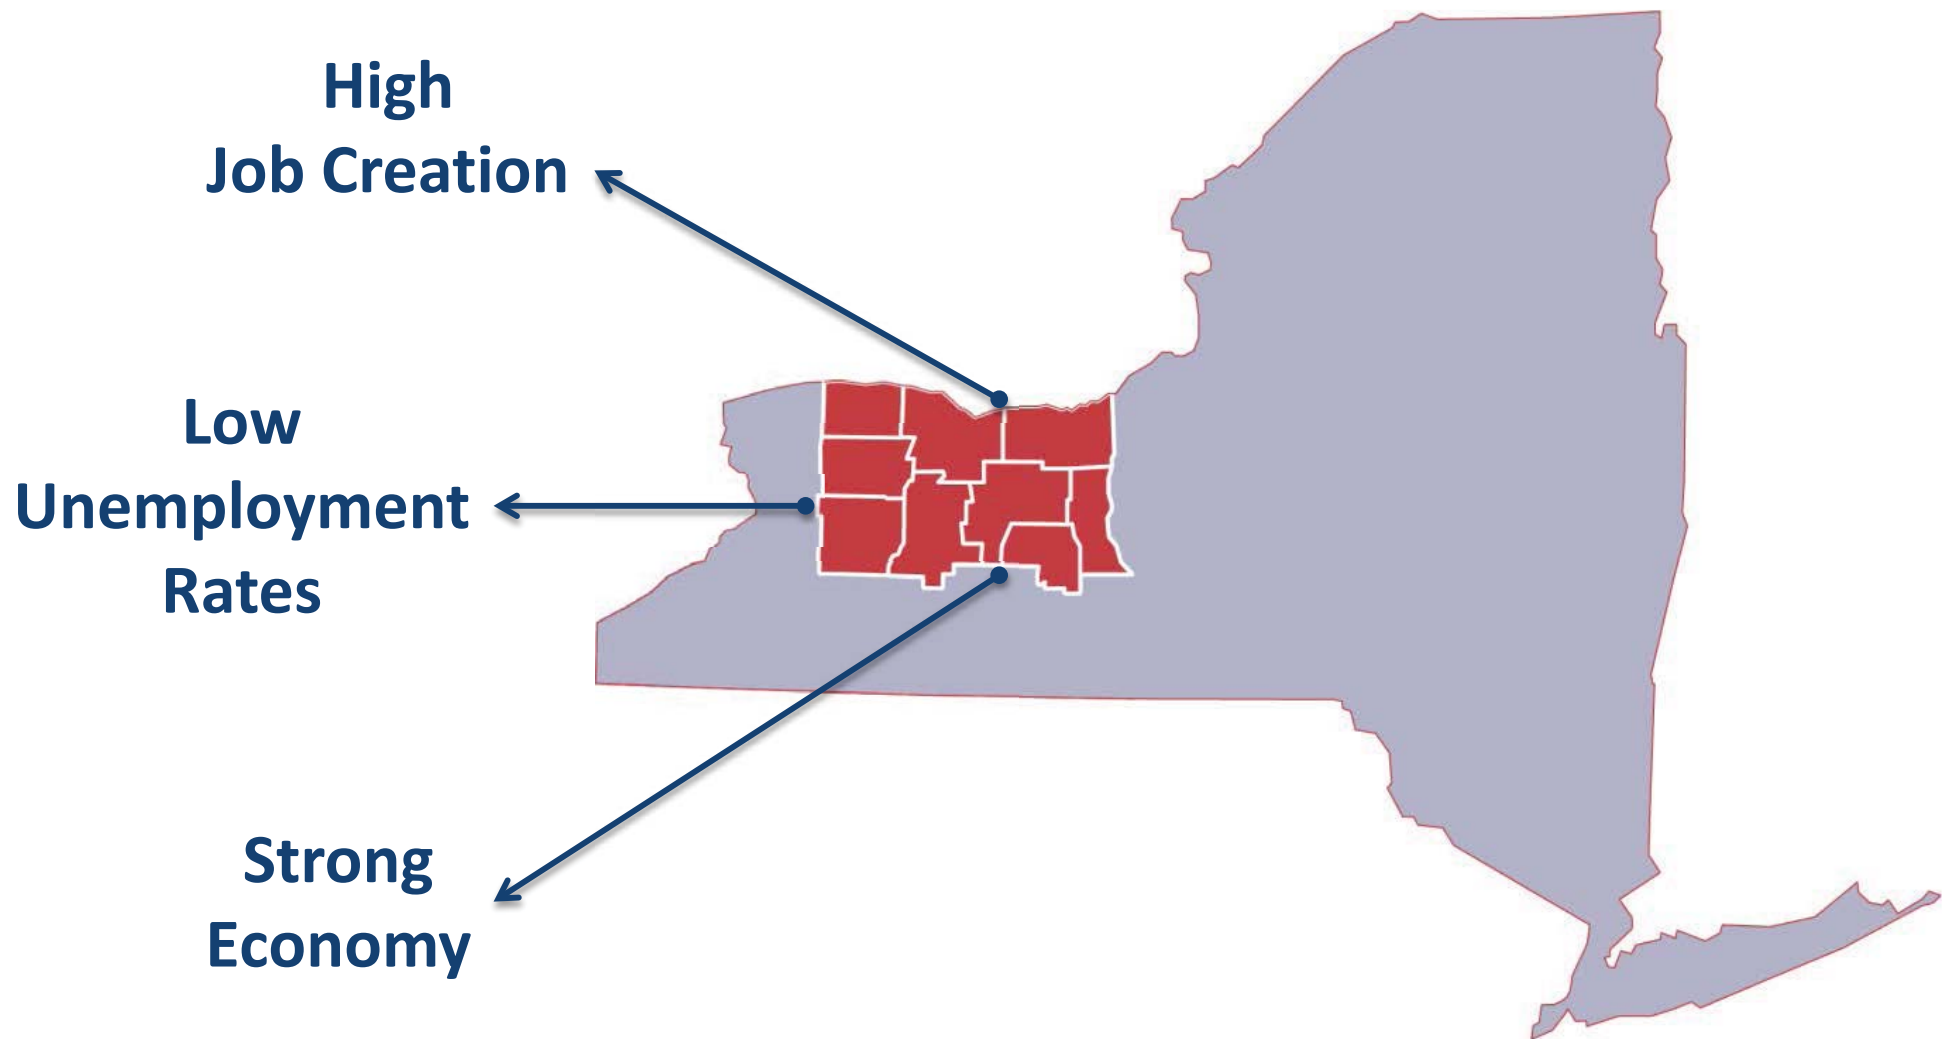 High
Job Creation
Low
Unemployment
Rates
Strong
Economy